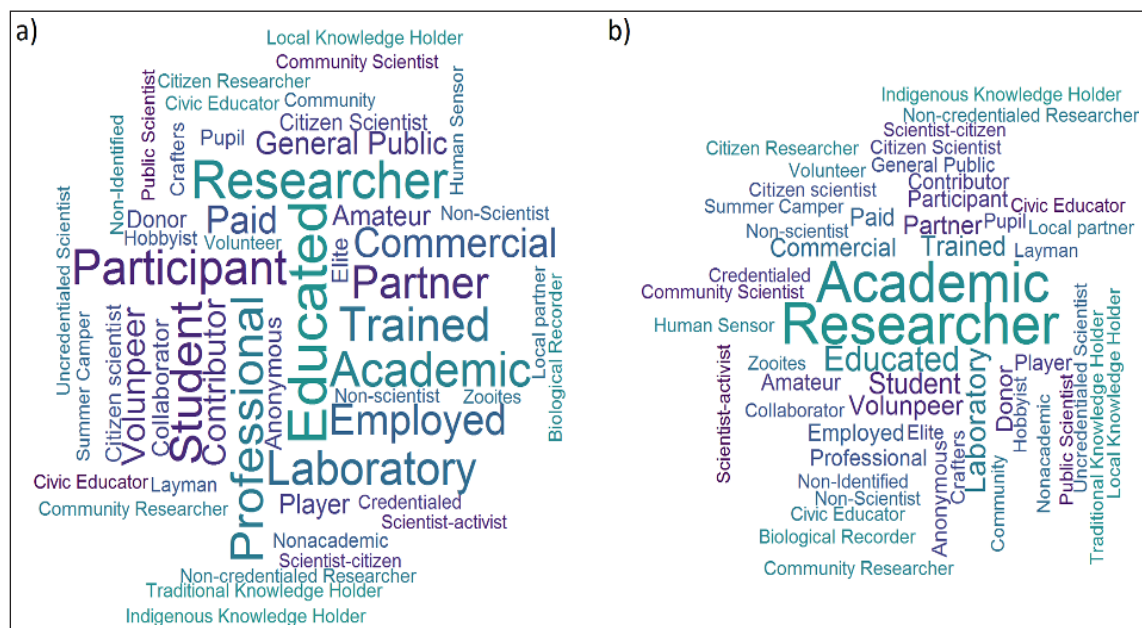 a)
Local Knowledge Holder
Community Scientist
Citizen Researcher
Civic Educator
Community
Citizen Scientist
Public Scientist
Non-Identified
Crafters
Pupil
General Public
Human Sensor
Researcher
Donor
Paid
Hobbyist
Volunteer
Amateur
Non-Scientist
Elite
Commercial
Educated
Participant
Partner
Uncredentialed Scientist
Summer Camper
Citizen scientist
Volunpeer
Collaborator
Student
Contributor
Professional
Anonymous
Trained
Academic
Local partner
Biological Recorder
Non-scientist
Zooites
Employed
Laboratory
Civic Educator
Layman
Community Researcher
Player
Credentialed
Scientist-activist
Nonacademic
Scientist-citizen
Non-credentialed Researcher
Traditional Knowledge Holder
Indigenous Knowledge Holder
b)
Indigenous Knowledge Holder
Non-credentialed Researcher
Scientist-citizen
Citizen Researcher
Citizen Scientist
Volunteer
General Public
Citizen scientist
Contributor
Summer Camper
Participant
Civic Educator
Paid
Partner
Pupil
Local partner
Non-scientist
Commercial
Trained
Layman
Credentialed
Academic
Community Scientist
Human Sensor
Researcher
Scientist-activist
Zooites
Educated
Amateur
Student
Laboratory
Player
Donor
Hobbyist
Collaborator
Volunpeer
Employed
Elite
Professional
Non-Identified
Non-Scientist
Civic Educator
Anonymous
Crafters
Community
Nonacademic
Public Scientist
Uncredentialed Scientist
Traditional Knowledge Holder
Local Knowledge Holder
Biological Recorder
Community Researcher